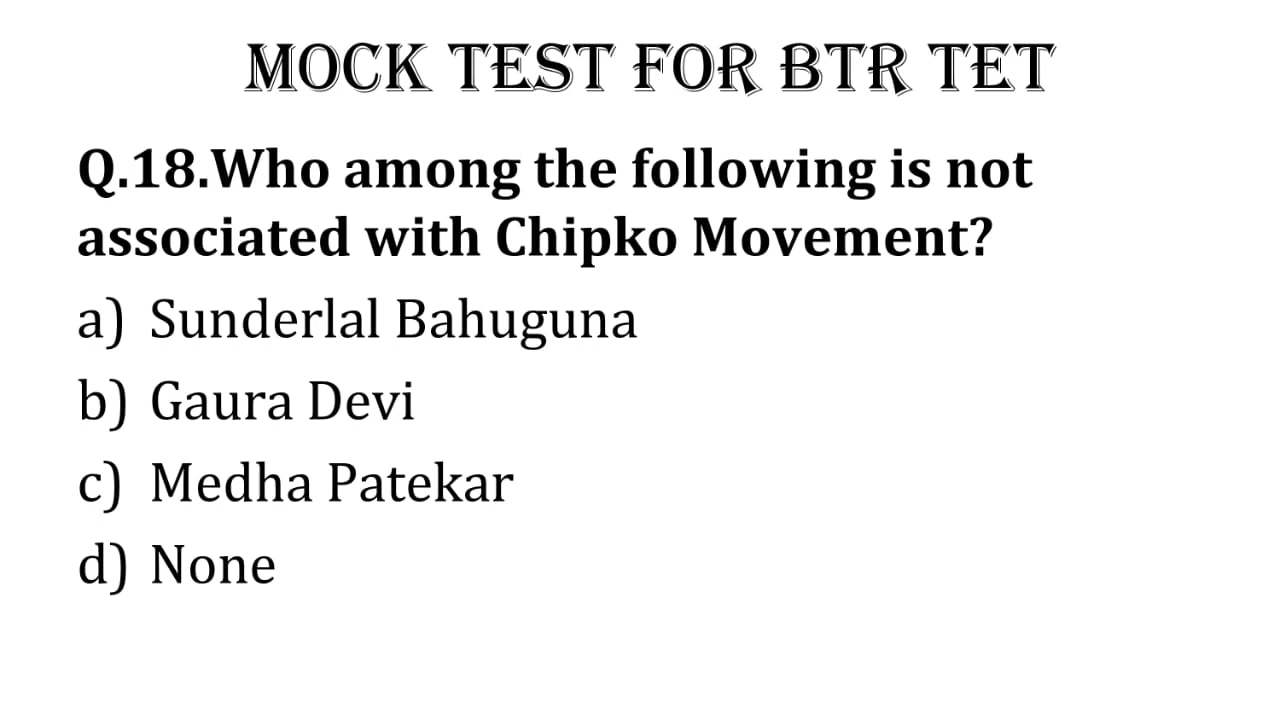 MOCK TEST FOR BTR TET
Q.18.Who among the following is not
associated with Chipko Movement?
a) Sunderlal Bahuguna
b) Gaura Devi
c) Medha Patekar
d) None